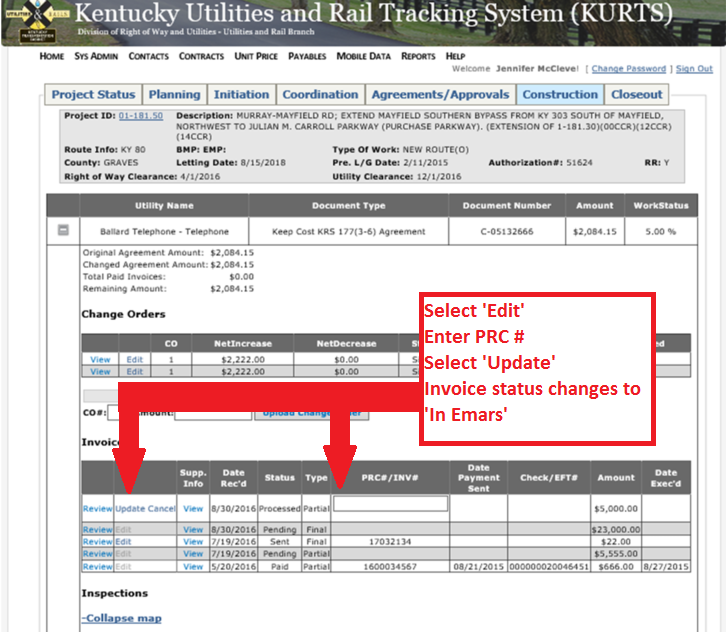 Kentucky Utilities and Rail Tracking System (KURTS)
UTILITIES & RAILS
KENTUCKY
Division of Right of Way and Utilities - Utilities and Rail Branch
HOME SYS ADMIN CONTACTS CONTRACTS UNIT PRICE PAYABLES MOBILE DATA REPORTS HELP
Welcome Jennifer McCleve! [ Change Password ] Sign Out
Project Status Planning Initiation Coordination Agreements/Approvals Construction Closeout
Project ID: 01-181.50 Description: MURRAY-MAYFIELD RD; EXTEND MAYFIELD SOUTHERN BYPASS FROM KY 303 SOUTH OF MAYFIELD,
NORTHWEST TO JULIAN M. CARROLL PARKWAY (PURCHASE PARKWAY). (EXTENSION OF 1-181.30)(00CCR)(12CCR)
(14CCR)
Route Info: KY 80 BMP: EMP: Type Of Work: NEW ROUTE(O)
County: GRAVES Letting Date: 8/15/2018 Pre. L/G Date: 2/11/2015 Authorization#: 51624 RR: Y
Right of Way Clearance: 4/1/2016 Utility Clearance: 12/1/2016
Utility Name Document Type Document Number Amount WorkStatus
Ballard Telephone - Telephone Keep Cost KRS 177(3-6) Agreement C-05132666 $2,084.15 5.00 %
Original Agreement Amount: $2,084.15
Changed Agreement Amount: $2,084.15
Total Paid Invoices: $0.00
Remaining Amount: $2,084.15
Change Orders
CO NetIncrease NetDecrease
View Edit 1 $2,222.00 $0.00
View Edit 1 $2,222.00 $0.00
Select 'Edit'
Enter PRC #
Select 'Update'
Invoice status changes to
'In Emars'
CO#:
Supp. Info Date Rec'd Status Type PRC#/INV# Date Payment Sent Check/EFT# Amount Date Exec'd
Review Update Cancel View 8/30/2016 Processed Partial $5,000.00
Review Edit View 8/30/2016 Pending Final $23,000.00
Review Edit View 7/19/2016 Sent Final 17032134 $22.00
Review Edit View 7/19/2016 Pending Partial $5,555.00
Review Edit View 5/20/2016 Paid Partial 1600034567 08/21/2015 000000020046451 $666.00 8/27/2015
Inspections
-Collapse map